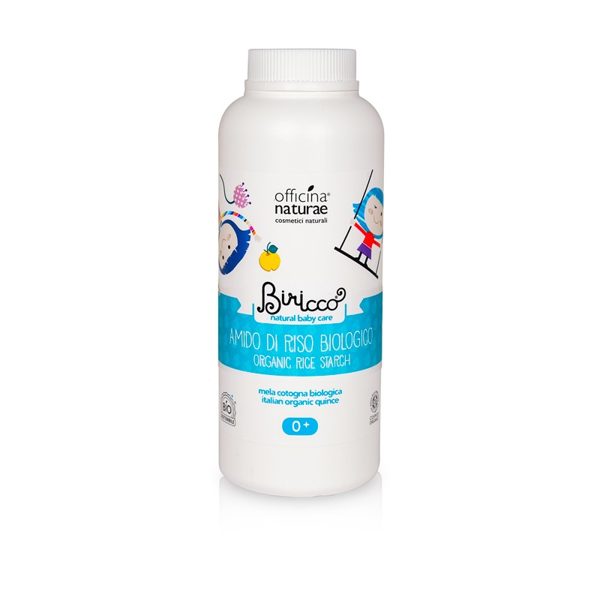 officina®
naturae
cosmetici naturali
Biricco
natural baby care
AMIDO DI RISO BIOLOGICO
ORGANIC RICE STARCH
mela cotogna biologica
italian organic quince
BIO
0+